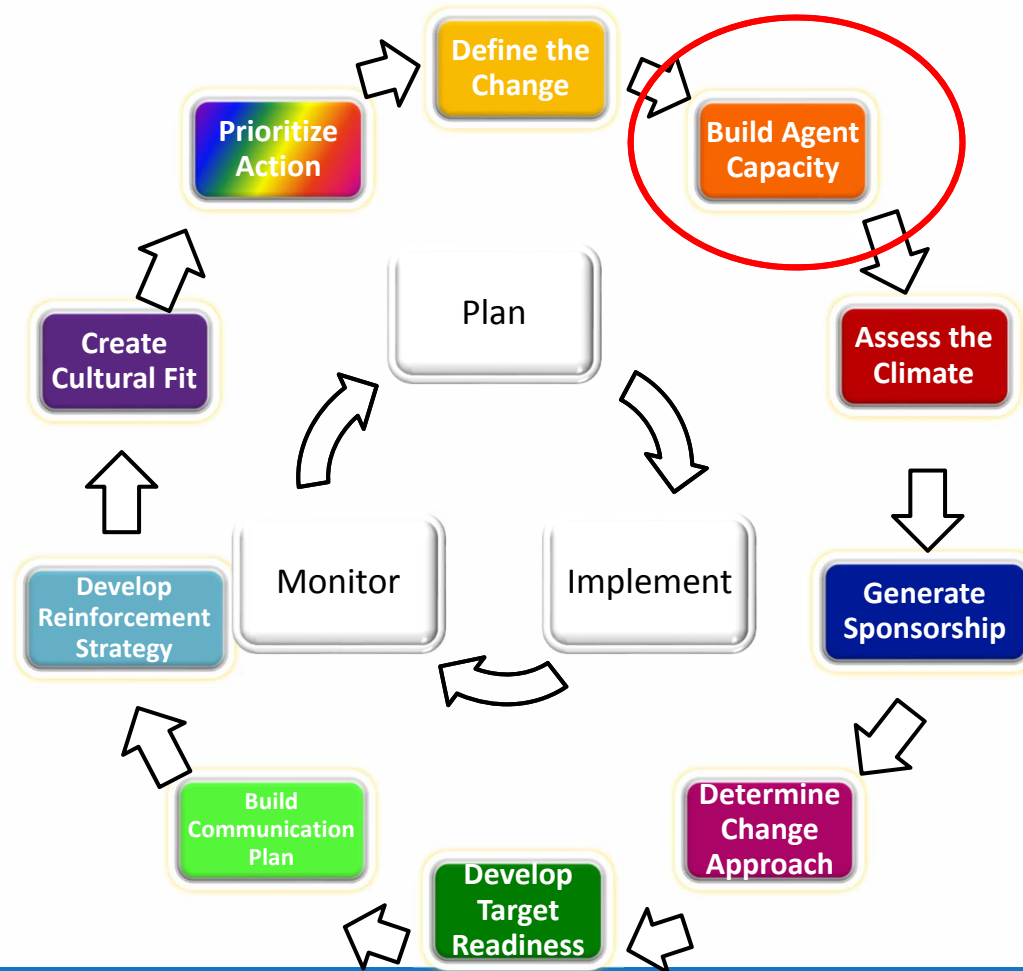 Define the
Change
Build Agent
Capacity
Assess the
Climate
Generate
Sponsorship
Determine
Change
Approach
Develop
Target
Readiness
Build
Communication
Plan
Develop
Reinforcement
Strategy
Create
Cultural Fit
Prioritize
Action
Plan
Implement
Monitor